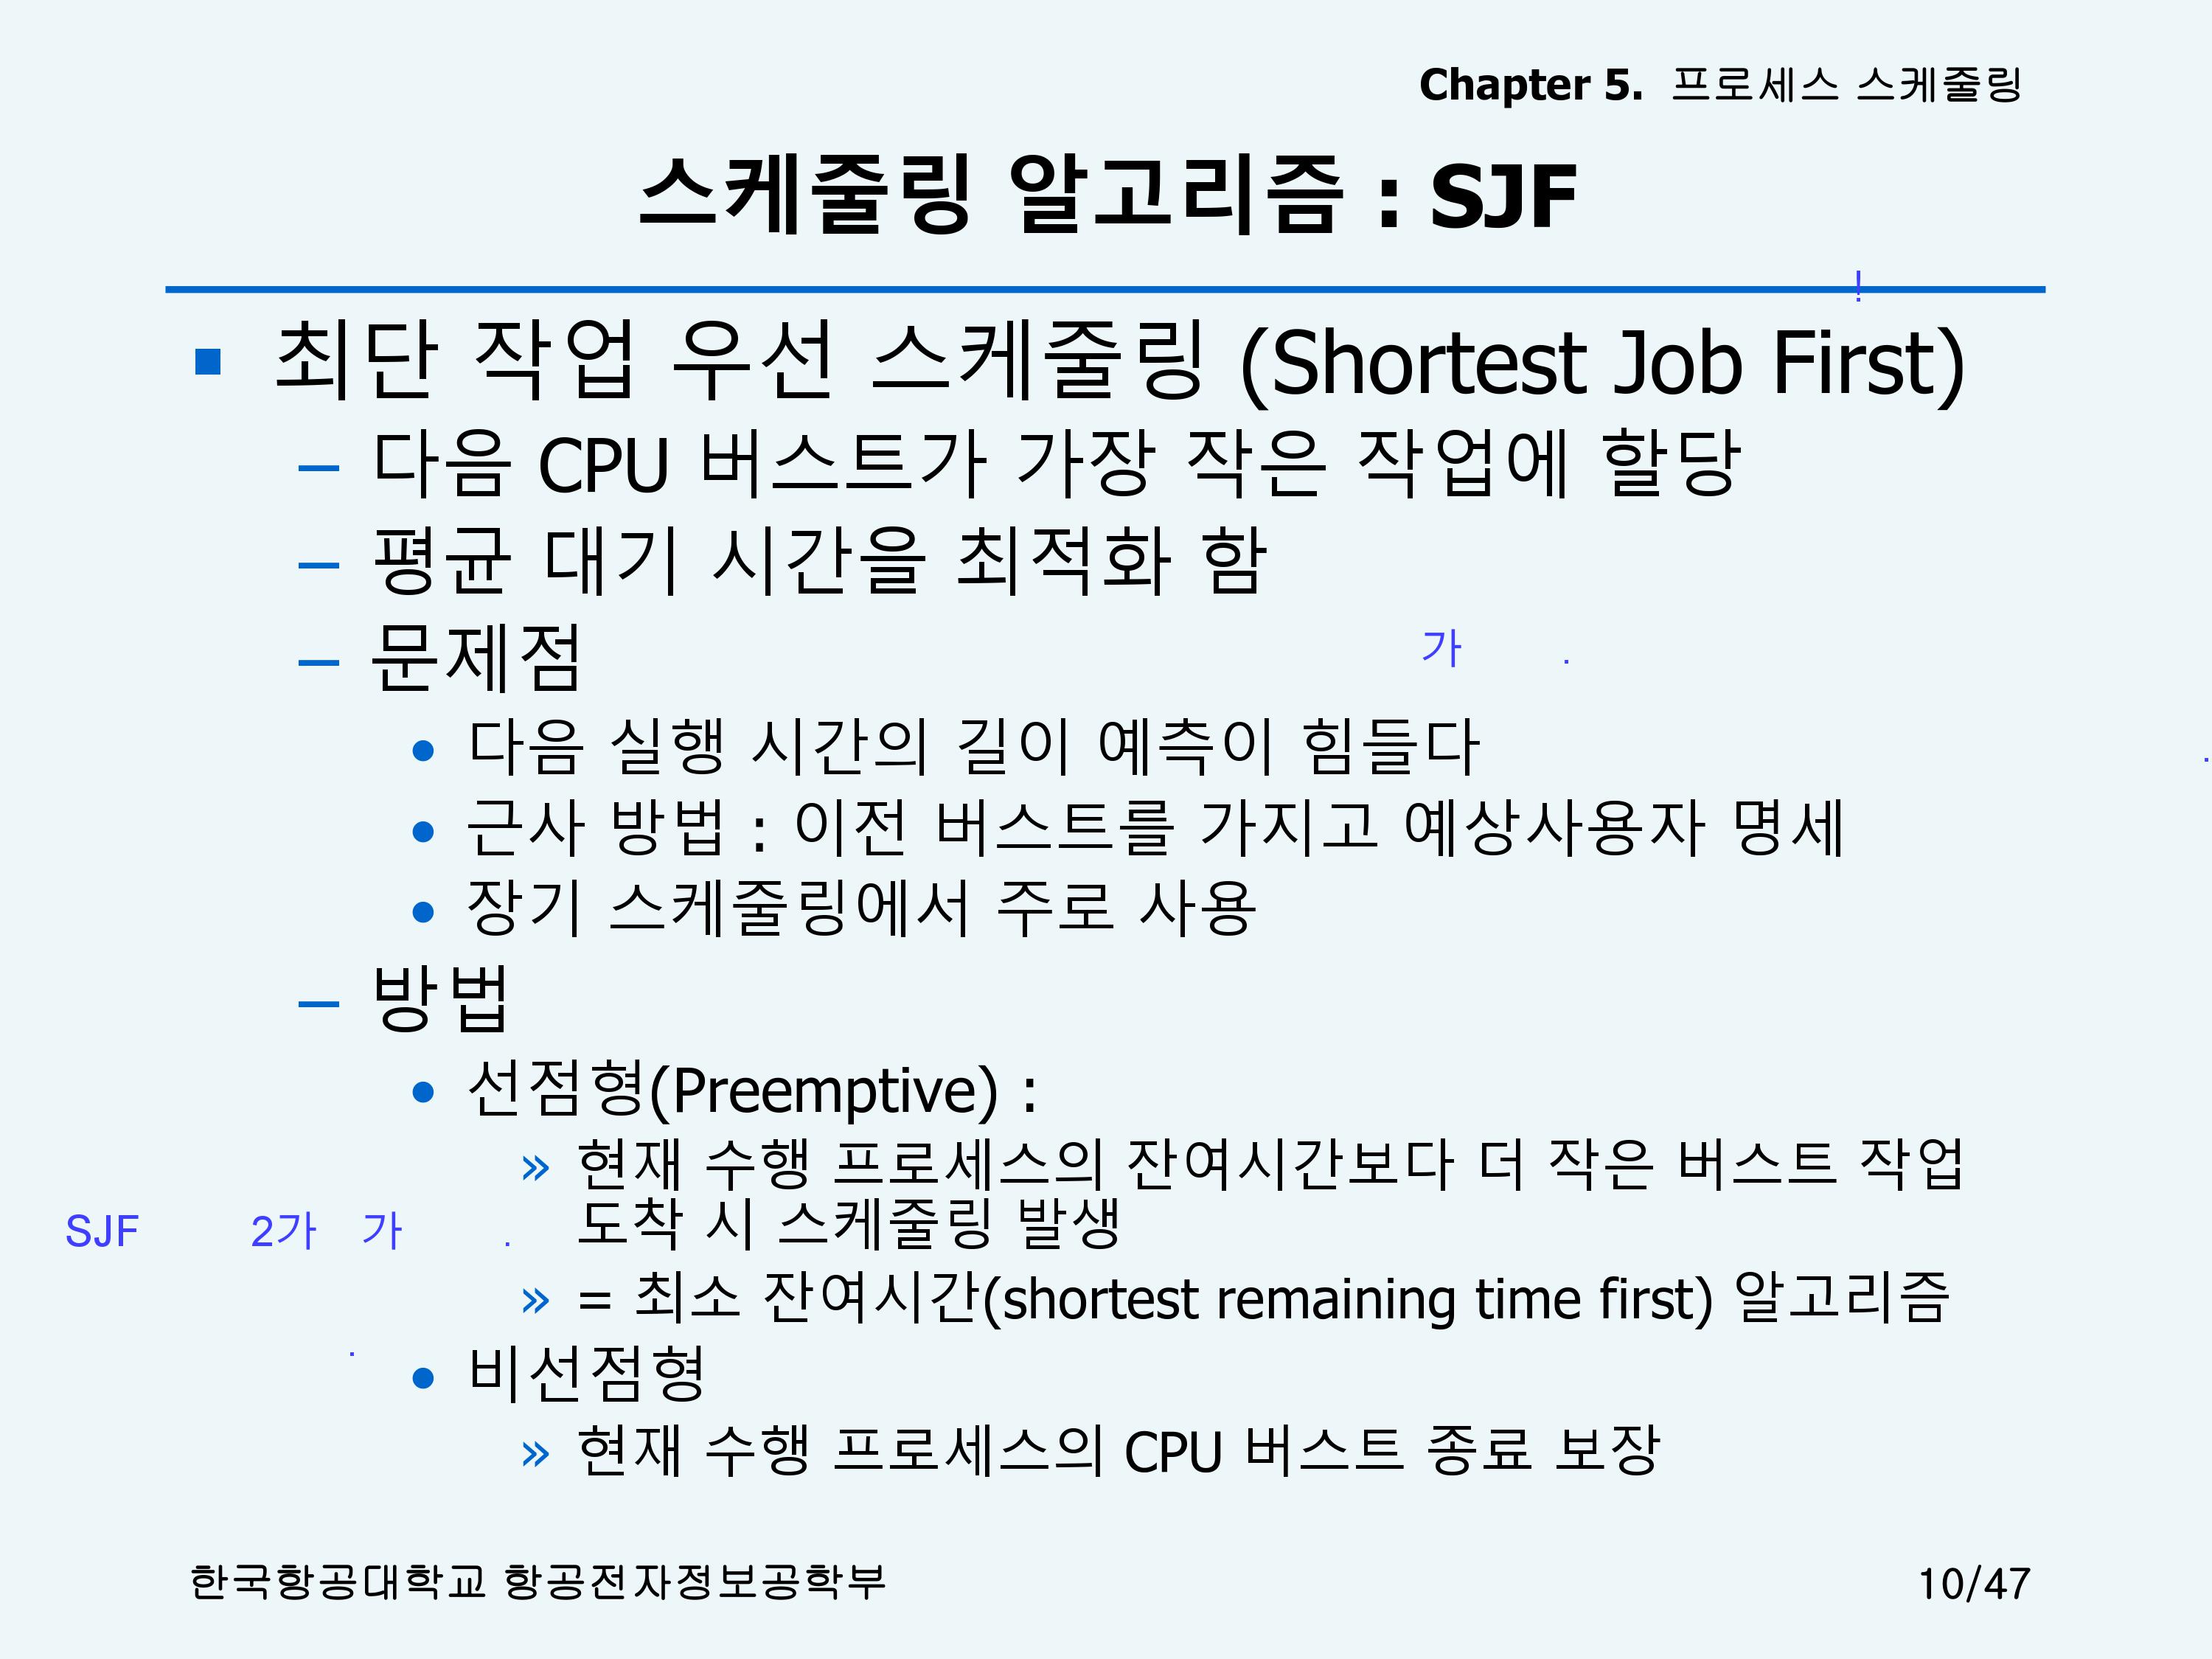 Chapter 5. 프로세스 스케줄링
스케줄링 알고리즘 : SJF
!
■ 최단 작업 우선 스케줄링 (Shortest Job First)
– 다음 CPU 버스트가 가장 작은 작업에 할당
– 평균 대기 시간을 최적화 함
– 문제점
가 .
● 다음 실행 시간의 길이 예측이 힘들다
.
● 근사 방법 : 이전 버스트를 가지고 예상사용자 명세
● 장기 스케줄링에서 주로 사용
– 방법
● 선점형(Preemptive) :
» 현재 수행 프로세스의 잔여시간보다 더 작은 버스트 작업
도착 시 스케줄링 발생
SJF 2가 가 .
» = 최소 잔여시간(shortest remaining time first) 알고리즘
.
● 비선점형
» 현재 수행 프로세스의 CPU 버스트 종료 보장
한국항공대학교 항공전자정보공학부
10/47